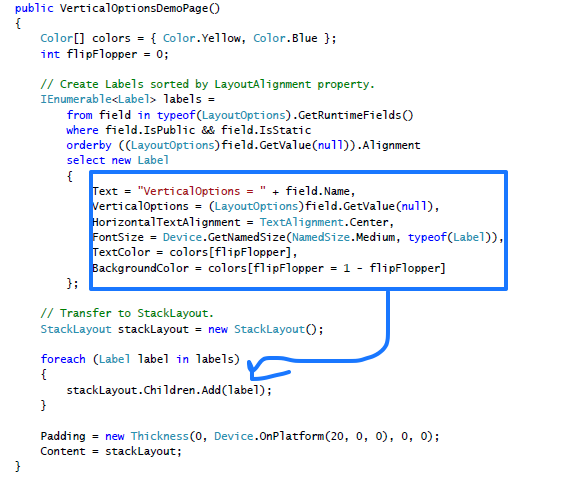 public VerticalOptionsDemoPage()
{
Color[] colors = { Color.Yellow, Color.Blue };
int flipFlopper = 0;
// Create Labels sorted by LayoutAlignment property.
IEnumerable<Label> labels =
from field in typeof(LayoutOptions).GetRuntimeFields()
where field.IsPublic && field.IsStatic
orderby ((LayoutOptions)field.GetValue(null)).Alignment
select new Label
{
Text = "VerticalOptions = " + field.Name,
VerticalOptions = (LayoutOptions)field.GetValue(null),
HorizontalTextAlignment = TextAlignment.Center,
FontSize = Device.GetNamedSize(NamedSize.Medium, typeof(Label)),
TextColor = colors[flipFlopper],
BackgroundColor = colors[flipFlopper = 1 - flipFlopper]
};
// Transfer to StackLayout.
StackLayout stackLayout = new StackLayout();
foreach (Label label in labels)
{
stackLayout.Children.Add(label);
}
Padding = new Thickness(0, Device.OnPlatform(20, 0, 0), 0, 0);
Content = stackLayout;
}